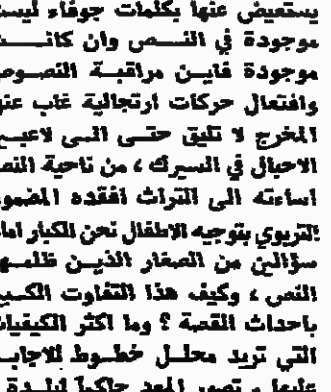 يستعيض عنها بكلمات جوفاء ليست
موجودة في النص وان كانت
موجودة فاين مراقبة النصوص
وافتعال حركات ارتجالية غاب عنها
المخرج لا تليق حتى الى لاعبي
الاحبال في السيرك ، من ناحية النص
اساءته الى التراث افقده المضمون
التربوي بتوجيه الاطفال نحن الكبار امام
سؤالين من الصغار الذين ظلمهم
النص ، وكيف هذا التفاوت الكبير
باحداث القصة ؟ وما اكثر الكيفيات
التي تريد محلل خطوط للاجابة
عليها ، تصور المعد حاكما لبلدة